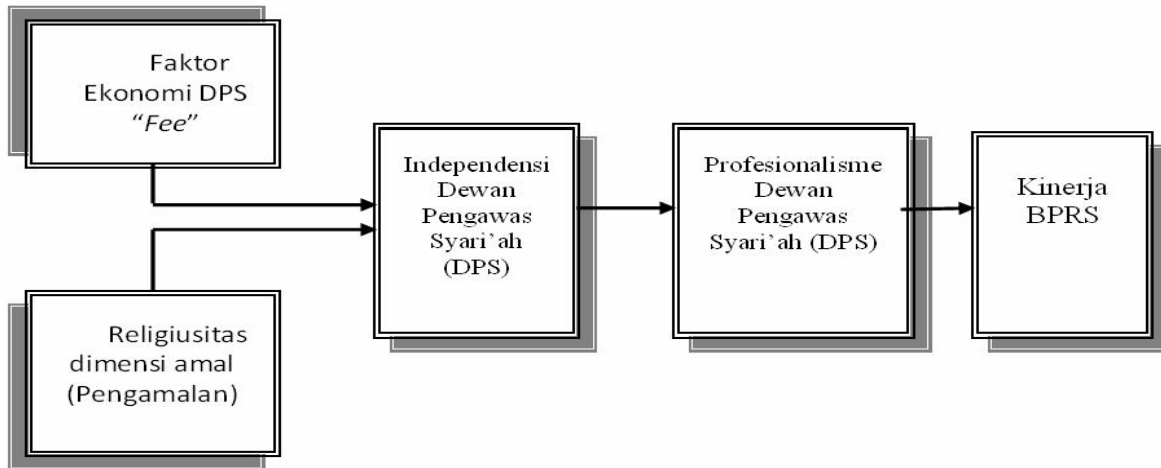 Faktor
Ekonomi DPS
“Fee”
Religiusitas
dimensi amal
(Pengamalan)
Independensi
Dewan
Pengawas
Syari’ah
(DPS)
Profesionalisme
Dewan
Pengawas
Syari’ah (DPS)
Kinerja
BPRS